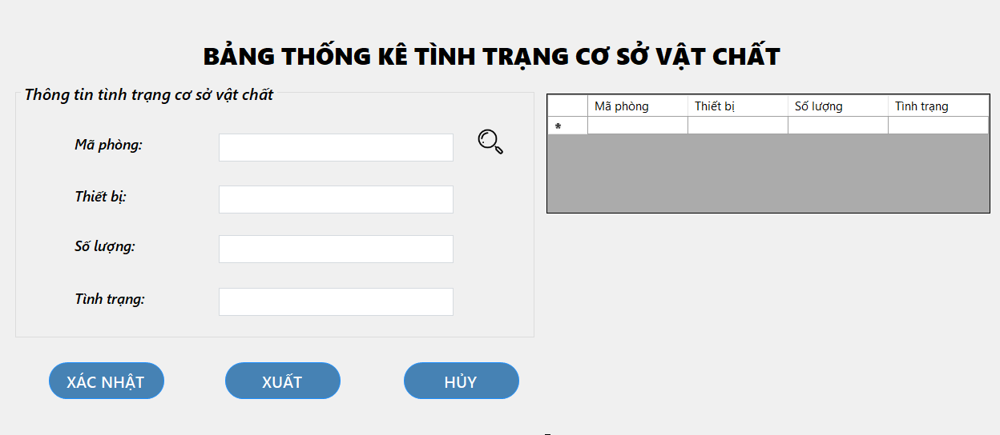 BẢNG THỐNG KÊ TÌNH TRẠNG CƠ SỞ VẬT CHẤT
Thông tin tình trạng cơ sở vật chất
Mã phòng:
Thiết bị:
Số lượng:
Tình trạng:
Mã phòng Thiết bị Số lượng Tình trạng
*
XÁC NHẬT XUẤT HỦY